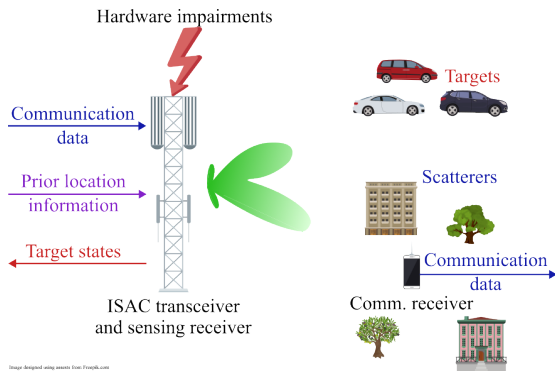 Hardware impairments
Targets
Communication
data
Prior location
information
Scatterers
Target states
Communication
data
ISAC transceiver
and sensing receiver
Comm. receiver
Image designed using assets from Freepik.com